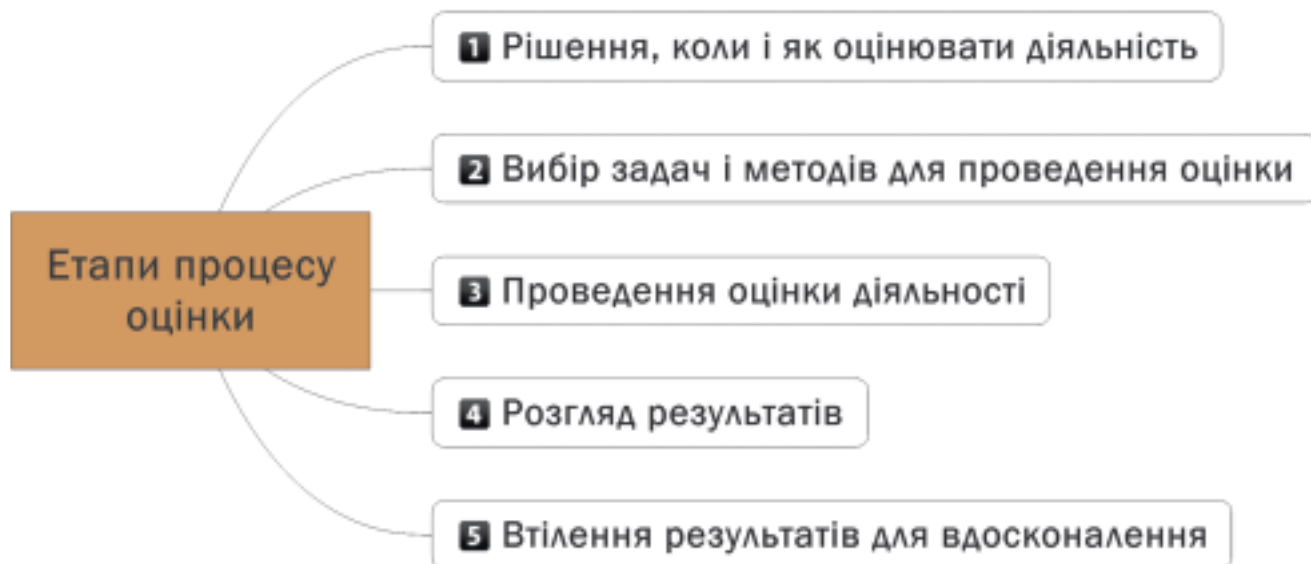 1 Рішення, коли і як оцінювати діяльність
2 Вибір задач і методів для проведення оцінки
Етапи процесу
оцінки
3 Проведення оцінки діяльності
4 Розгляд результатів
5 Втілення результатів для вдосконалення